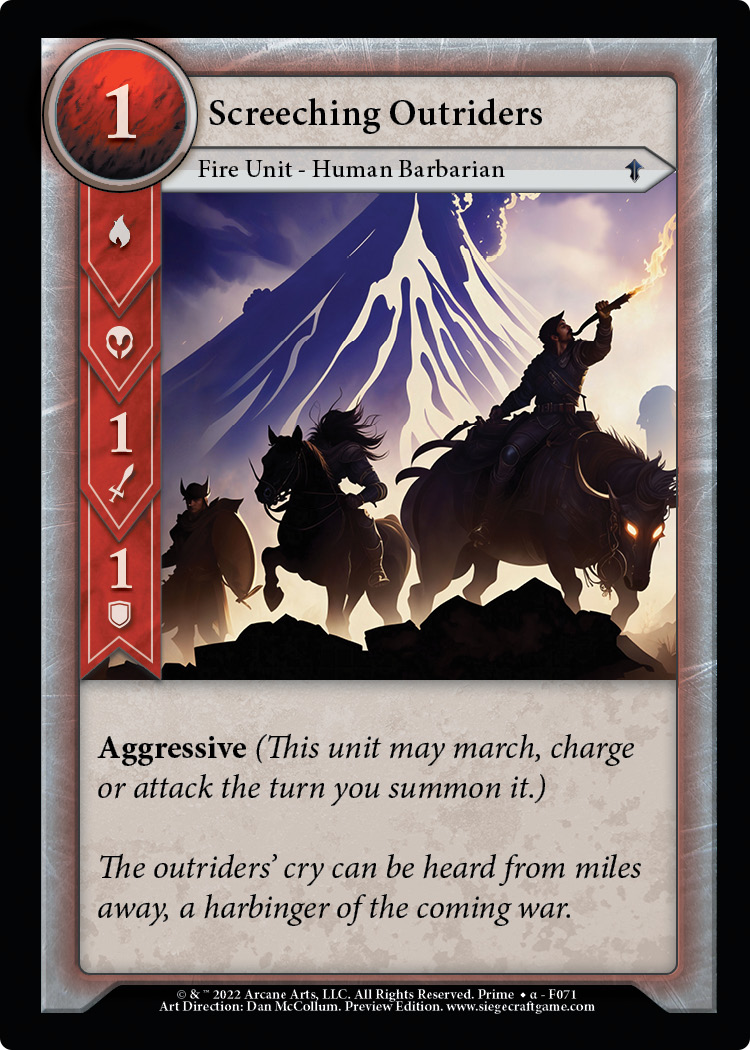 1
Screeching Outriders
Fire Unit - Human Barbarian
1
1
Aggressive (This unit may march, charge
or attack the turn you summon it.)
The outriders’ cry can be heard from miles
away, a harbinger of the coming war.
© & ™ 2022 Arcane Arts, LLC. All Rights Reserved. Prime ⬥ α - F071
Art Direction: Dan McCollum. Preview Edition. www.siegecraftgame.com